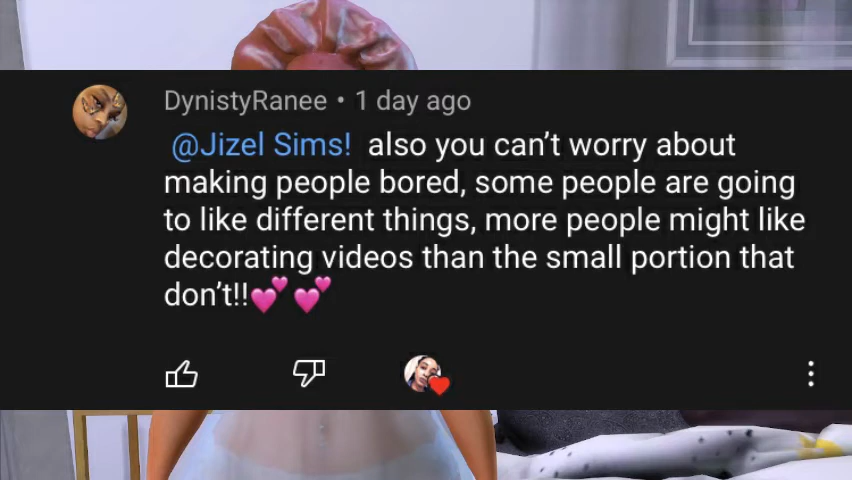 DynistyRanee • 1 day ago
@Jizel Sims! also you can’t worry about
making people bored, some people are going
to like different things, more people might like
decorating videos than the small portion that
don’t!!💕💕